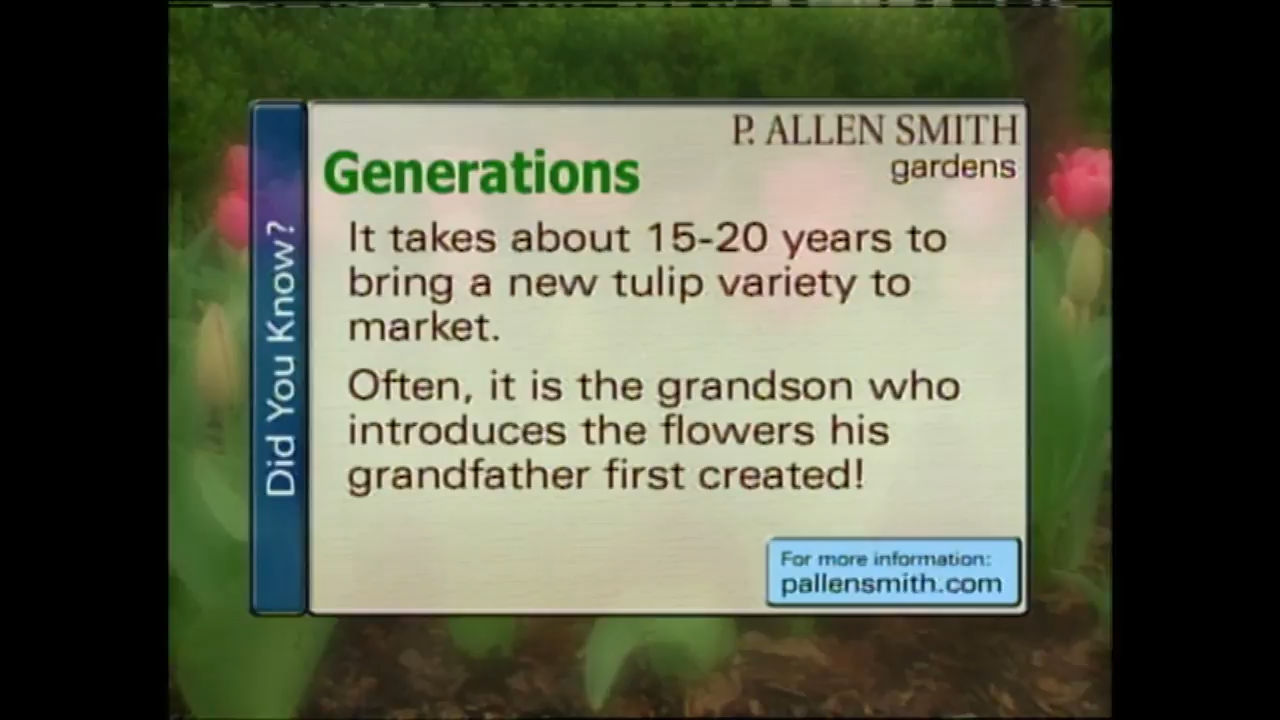 P. ALLEN SMITH
gardens
Generations
Did You Know?
It takes about 15-20 years to
bring a new tulip variety to
market.
Often, it is the grandson who
introduces the flowers his
grandfather first created!
For more information:
pallensmith.com